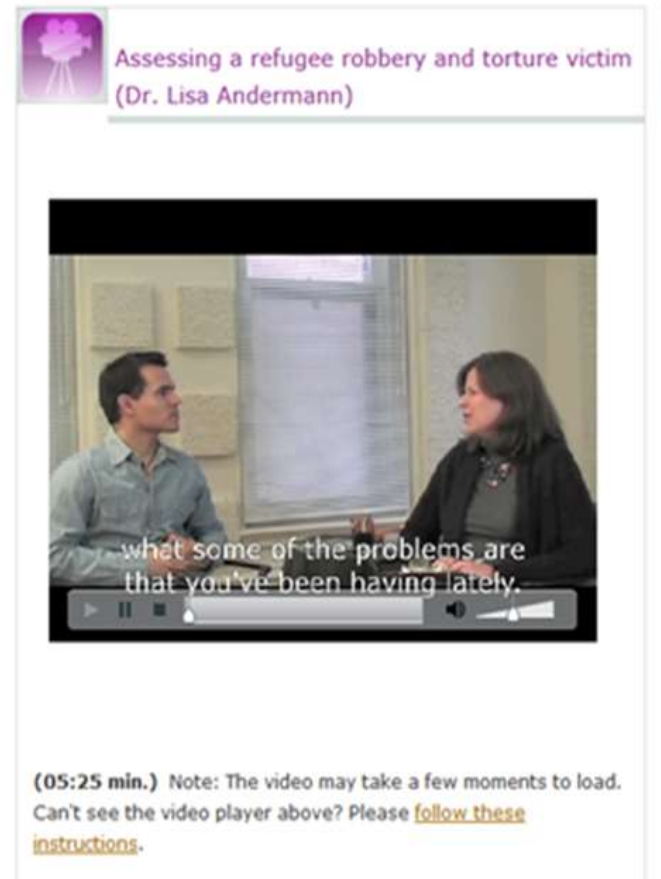 Assessing a refugee robbery and torture victim
(Dr. Lisa Andermann)
what some of the problems are
that you've been having lately.
(05:25 min.) Note: The video may take a few moments to load.
Can't see the video player above? Please follow these
instructions.